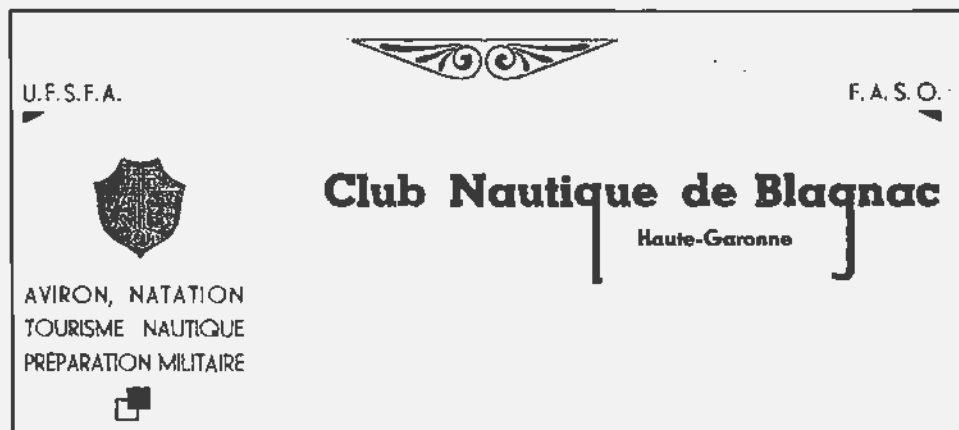 U.F.S.F.A.
F.A.S.O.
Club Nautique de Blagnac
Haute-Garonne
AVIRON, NATATION
TOURISME NAUTIQUE
PRÉPARATION MILITAIRE